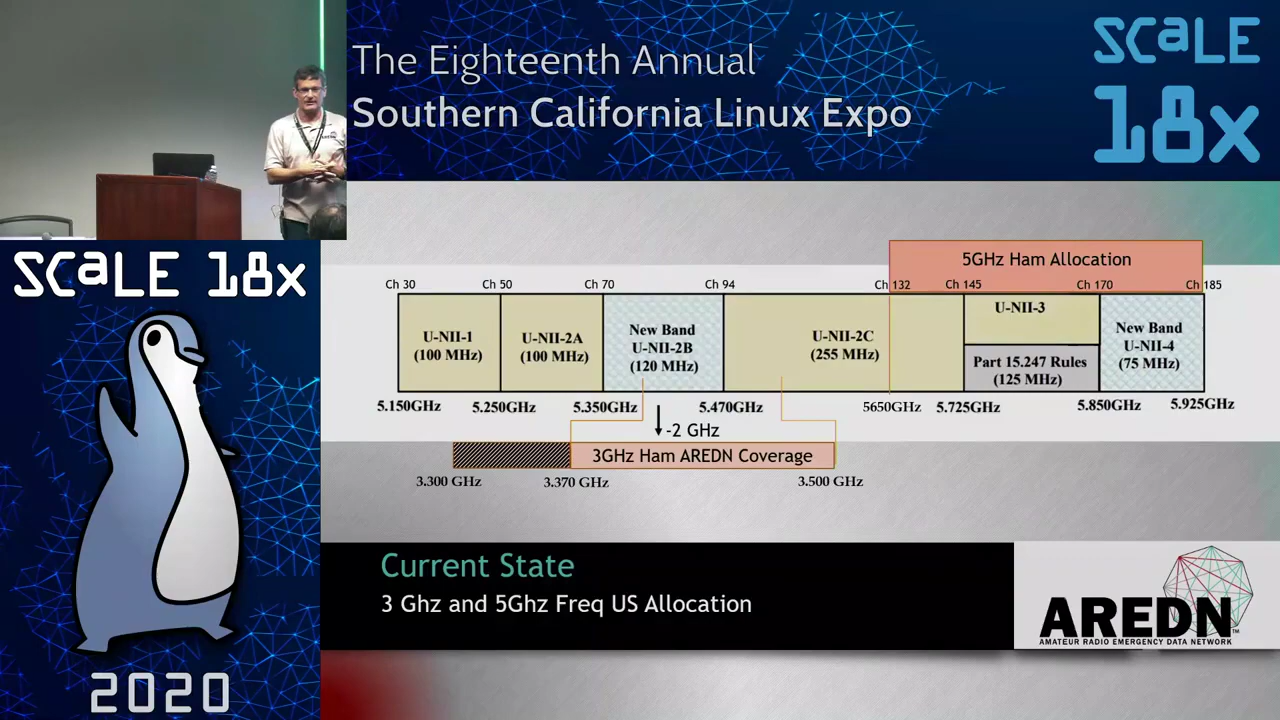 The Eighteenth Annual
Southern California Linux Expo
SCaLE
18x
SCaLE 18x
2020
5GHz Ham Allocation
Ch 30
Ch 50
Ch 70
Ch 94
Ch 132
Ch 145
Ch 170
Ch 185
U-NII-1
(100 MHz)
U-NII-2A
(100 MHz)
New Band
U-NII-2B
(120 MHz)
U-NII-2C
(255 MHz)
U-NII-3
Part 15.247 Rules
(125 MHz)
New Band
U-NII-4
(75 MHz)
5.150GHz
5.250GHz
5.350GHz
5.470GHz
5650GHz
5.725GHz
5.850GHz
5.925GHz
-2 GHz
3GHz Ham AREDN Coverage
3.300 GHz
3.370 GHz
3.500 GHz
Current State
3 Ghz and 5Ghz Freq US Allocation
AREDN™
AMATEUR RADIO EMERGENCY DATA NETWORK